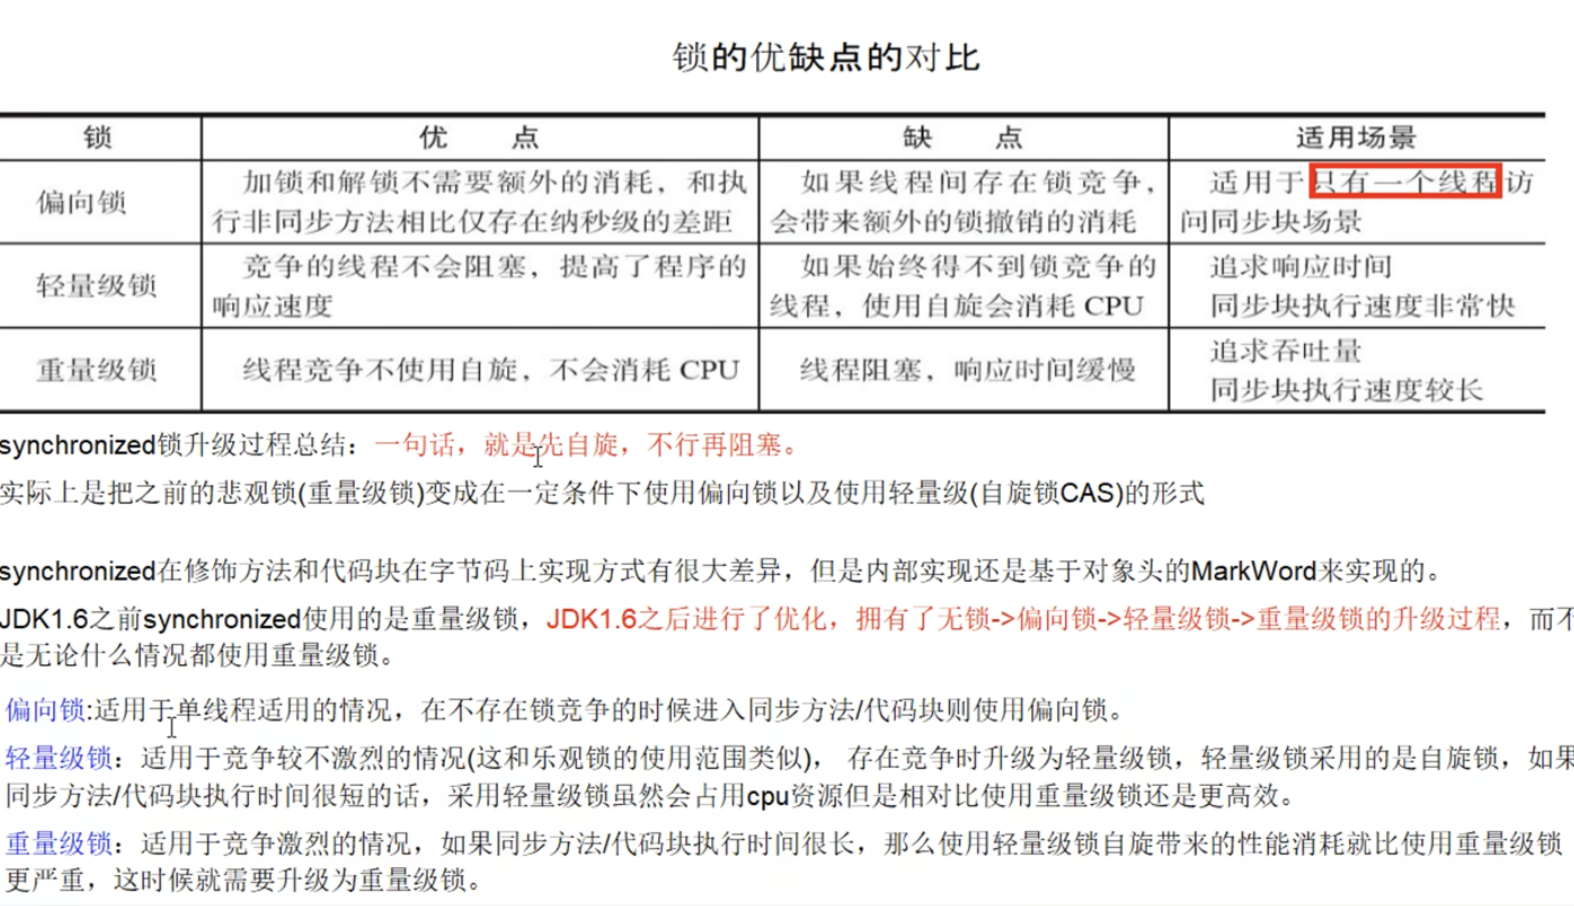 锁的优缺点的对比
锁 优 点 缺 点 适用场景
偏向锁 加锁和解锁不需要额外的消耗，和执 如果线程间存在锁竞争， 适用于只有一个线程访
行非同步方法相比仅存在纳秒级的差距 会带来额外的锁撤销的消耗 问同步块场景
轻量级锁 竞争的线程不会阻塞，提高了程序的 如果始终得不到锁竞争的 追求响应时间
响应速度 线程，使用自旋会消耗 CPU 同步块执行速度非常快
重量级锁 线程竞争不使用自旋，不会消耗 CPU 线程阻塞，响应时间缓慢 追求吞吐量
同步块执行速度较长
synchronized锁升级过程总结：一句话，就是先自旋，不行再阻塞。
实际上是把之前的悲观锁(重量级锁)变成在一定条件下使用偏向锁以及使用轻量级(自旋锁CAS)的形式
synchronized在修饰方法和代码块在字节码上实现方式有很大差异，但是内部实现还是基于对象头的MarkWord来实现的。
JDK1.6之前synchronized使用的是重量级锁，JDK1.6之后进行了优化，拥有了无锁->偏向锁->轻量级锁->重量级锁的升级过程，而不
是无论什么情况都使用重量级锁。
偏向锁:适用于单线程适用的情况，在不存在锁竞争的时候进入同步方法/代码块则使用偏向锁。
轻量级锁：适用于竞争较不激烈的情况(这和乐观锁的使用范围类似)， 存在竞争时升级为轻量级锁，轻量级锁采用的是自旋锁，如果
同步方法/代码块执行时间很短的话，采用轻量级锁虽然会占用cpu资源但是相对比使用重量级锁还是更高效。
重量级锁：适用于竞争激烈的情况，如果同步方法/代码块执行时间很长，那么使用轻量级锁自旋带来的性能消耗就比使用重量级锁
更严重，这时候就需要升级为重量级锁。